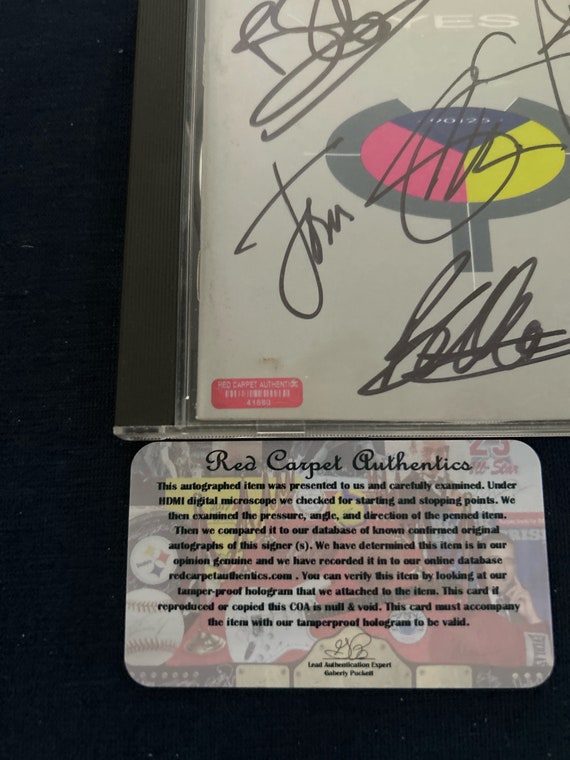 YES
90125
Jon
RED CARPET AUTHENTIC
41683
Red Carpet Authentics
This autographed item was presented to us and carefully examined. Under
HDMI digital microscope we checked for starting and stopping points. We
then examined the pressure, angle, and direction of the penned item.
Then we compared it to our database of known confirmed original
autographs of this signer (s). We have determined this item is in our
opinion genuine and we have recorded it in our online database
redcarpetauthentics.com . You can verify this item by looking at our
tamper-proof hologram that we attached to the item. This card if
reproduced or copied this COA is null & void. This card must accompany
the item with our tamperproof hologram to be valid.
Lead Authentication Expert
Gaberly Puckett